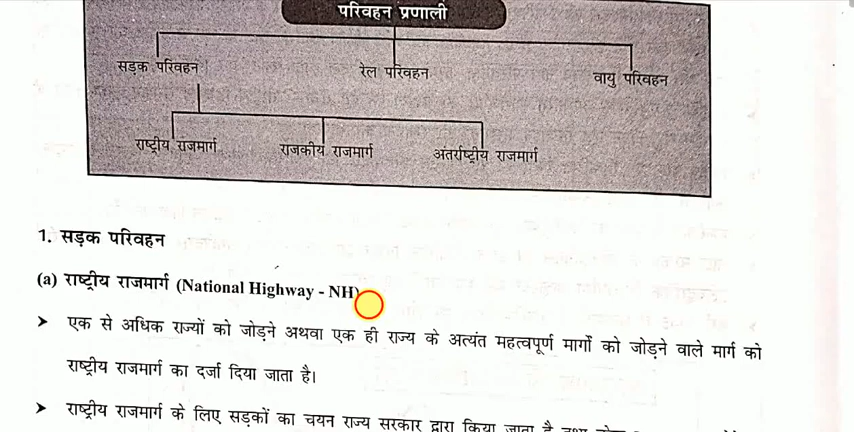 परिवहन प्रणाली
सड़क परिवहन
रेल परिवहन
वायु परिवहन
राष्ट्रीय राजमार्ग
राजकीय राजमार्ग
अंतर्राष्ट्रीय राजमार्ग
1. सड़क परिवहन
(a) राष्ट्रीय राजमार्ग (National Highway - NH)
➤ एक से अधिक राज्यों को जोड़ने अथवा एक ही राज्य के अत्यंत महत्वपूर्ण मार्गों को जोड़ने वाले मार्ग को
राष्ट्रीय राजमार्ग का दर्जा दिया जाता है।
➤ राष्ट्रीय राजमार्ग के लिए सड़कों का चयन राज्य सरकार द्वारा किया जाता है तथा